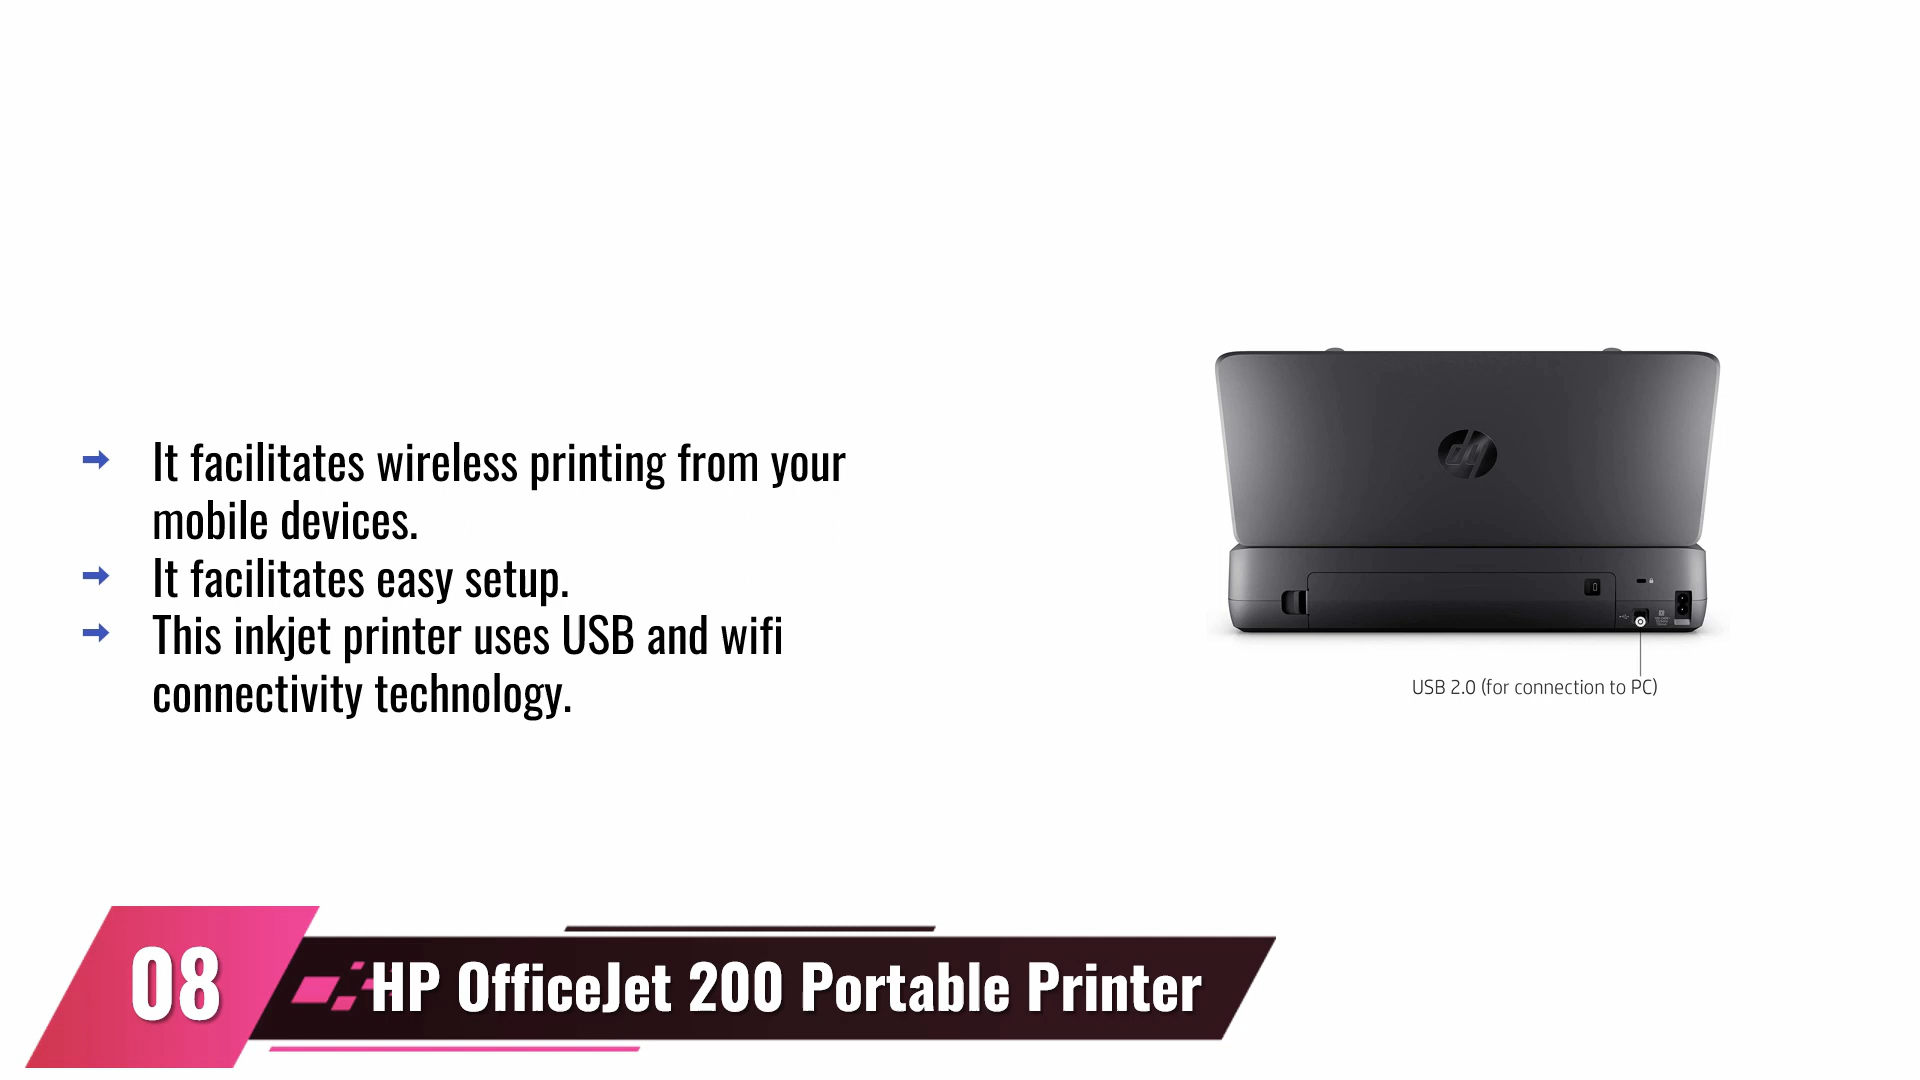 It facilitates wireless printing from your
mobile devices.
It facilitates easy setup.
This inkjet printer uses USB and wifi
connectivity technology.
hp
USB 2.0 (for connection to PC)
08
HP OfficeJet 200 Portable Printer